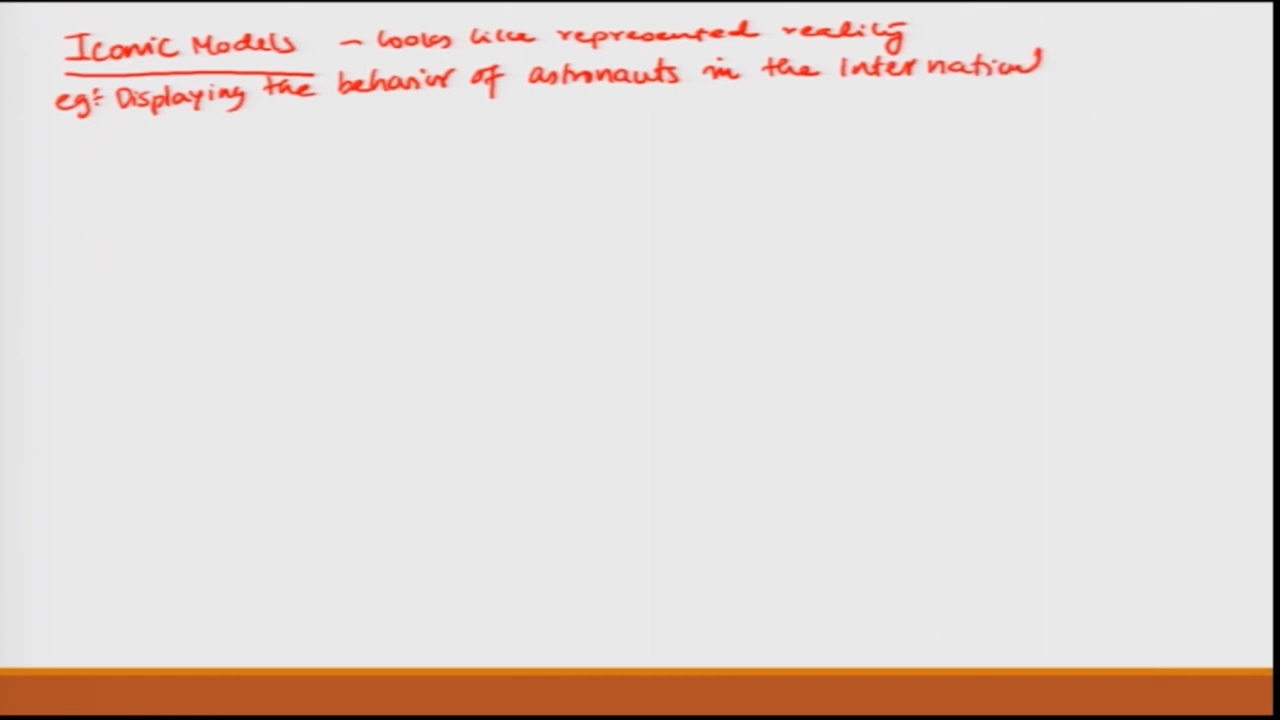 Iconic Models – looks like represented reality
eg:- Displaying the behavior of astronauts in the International